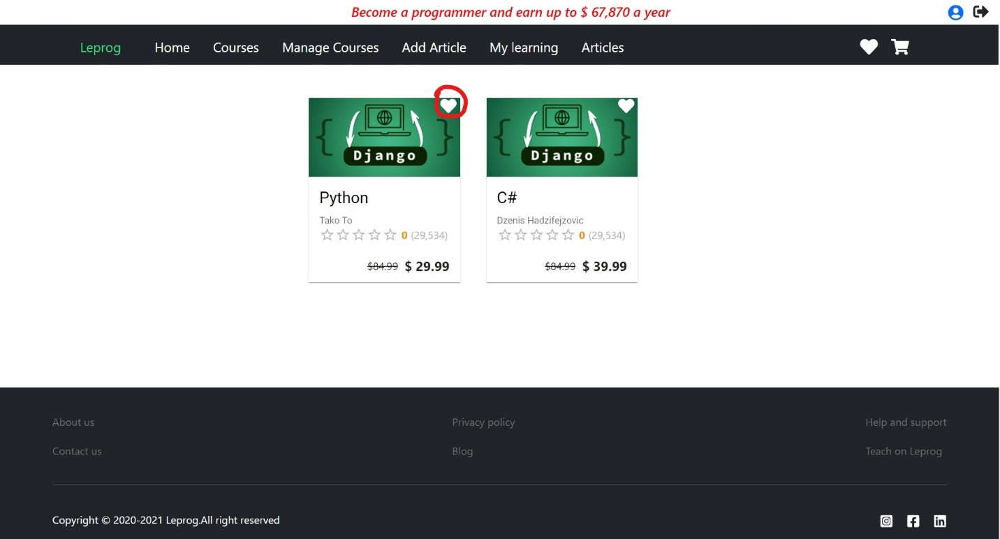 Become a programmer and earn up to $ 67,870 a year
Leprog Home Courses Manage Courses Add Article My learning Articles
Django
Python
Tako To
0 (29,534)
$84.99 $ 29.99
Django
C#
Dzenis Hadzifejzovic
0 (29,534)
$84.99 $ 39.99
About us Privacy policy Help and support
Contact us Blog Teach on Leprog
Copyright © 2020-2021 Leprog.All right reserved